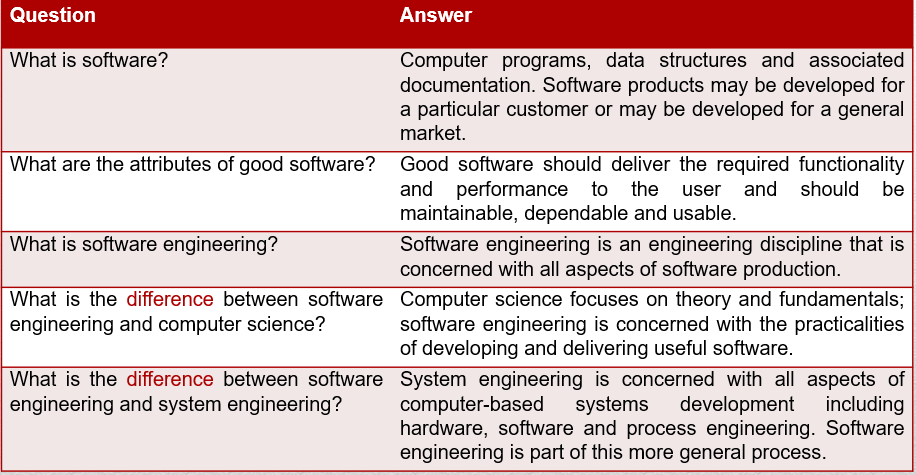 Question
Answer
What is software?
Computer programs, data structures and associated
documentation. Software products may be developed for
a particular customer or may be developed for a general
market.
What are the attributes of good software?
Good software should deliver the required functionality
and performance to the user and should be
maintainable, dependable and usable.
What is software engineering?
Software engineering is an engineering discipline that is
concerned with all aspects of software production.
What is the difference between software
engineering and computer science?
Computer science focuses on theory and fundamentals;
software engineering is concerned with the practicalities
of developing and delivering useful software.
What is the difference between software
engineering and system engineering?
System engineering is concerned with all aspects of
computer-based systems development including
hardware, software and process engineering. Software
engineering is part of this more general process.